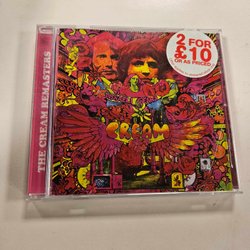 THE CREAM REMASTERS
2 FOR
£10
OR AS PRICED
CREAM